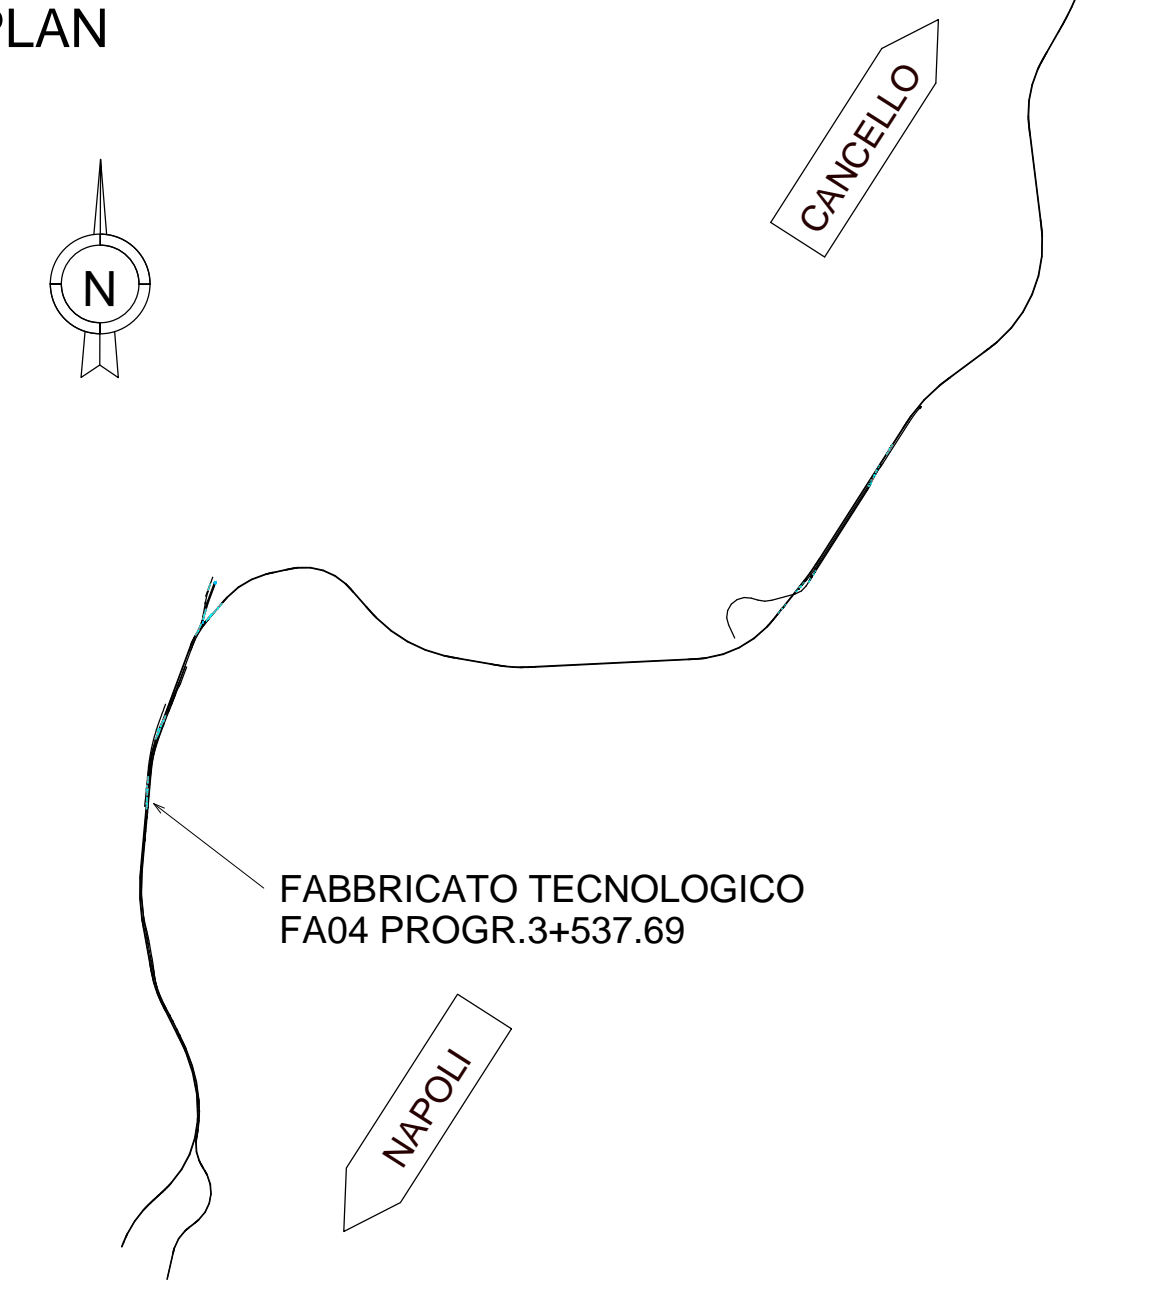 PLAN
CANCELLO
N
FABBRICATO TECNOLOGICO
FA04 PROGR.3+537.69
NAPOLI